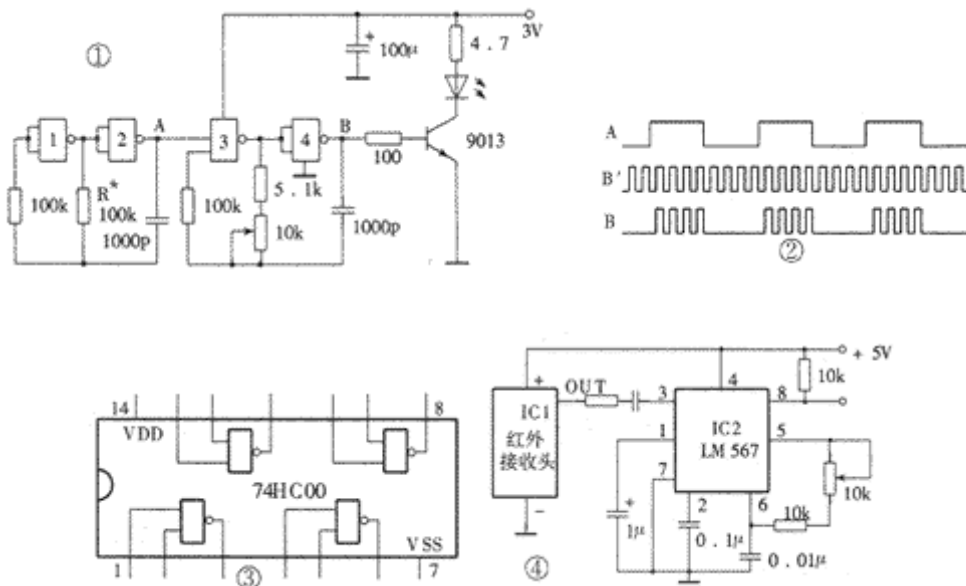 ①
3V
+
100μ
4.7
1
2
A
3
4
B
100
9013
100k
R*
100k
1000p
100k
5.1k
10k
1000p
A
B'
B
②
14
8
VDD
74HC00
VSS
1
③
7
+ 5V
+
OUT
4
10k
IC1
3
8
红外
接收头
IC2
LM567
1
5
7
10k
-
2
6
+
1μ
0.1μ
10k
0.01μ
④